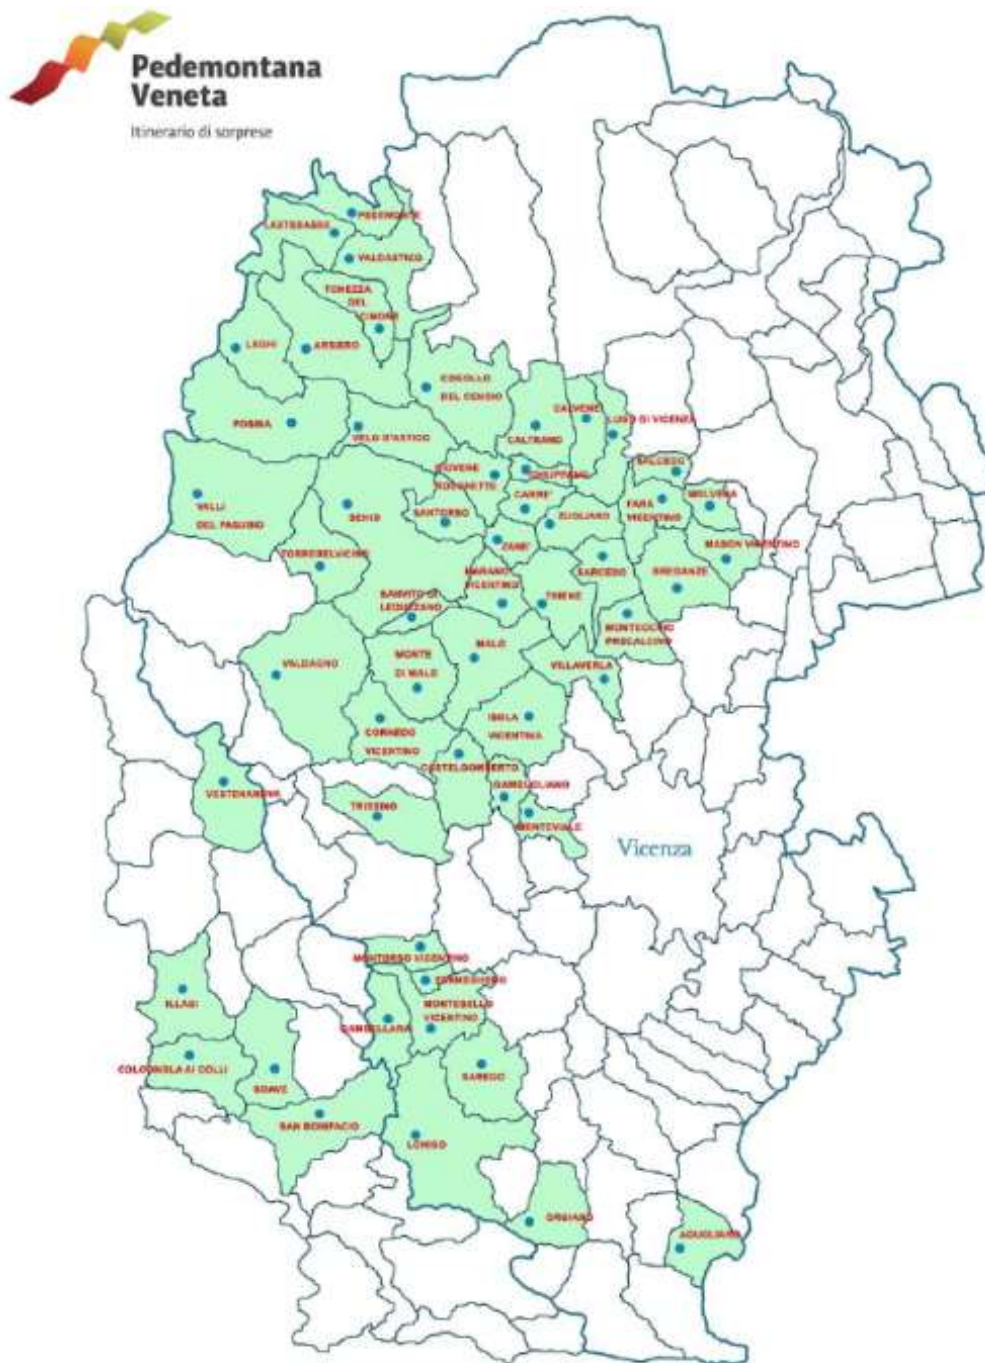 Pedemontana
Veneta
Itinerario di sorprese
PEDEMONTE
LASTEBASSE
VALDASTICO
TONEZZA
DEL
CIMONE
LAGHI
ARSIERO
COGOLLO
DEL CENGIO
POSINA
VELO D'ASTICO
CALTRANO
CALVENE
LUGO DI VICENZA
PIOVENE
ROCCHETTE
CHIUPPANO
SALCEDO
VALLI
DEL PASUBIO
SCHIO
SANTORSO
CARRE'
ZUGLIANO
FARA
VICENTINO
MOLVENA
TORREBELVICINO
ZANE'
MARANO
VICENTINO
SARCEDO
BREGANZE
MASON VICENTINO
SANVITO DI
LEGUZZANO
THIENE
MONTECCHIO
PRECALCINO
VALDAGNO
MONTE
DI MALO
MALO
VILLAVERLA
CORNEDO
VICENTINO
ISOLA
VICENTINA
CASTELGOMBERTO
VESTENANOVA
TRISSINO
GAMBUGLIANO
MONTEVIALE
Vicenza
MONTORSO VICENTINO
ZERMEGHEDO
ILLASI
GAMBELLARA
MONTEBELLO
VICENTINO
COLOGNOLA AI COLLI
SOAVE
SAREGO
SAN BONIFACIO
LONIGO
ORGIANO
AGUGLIARO